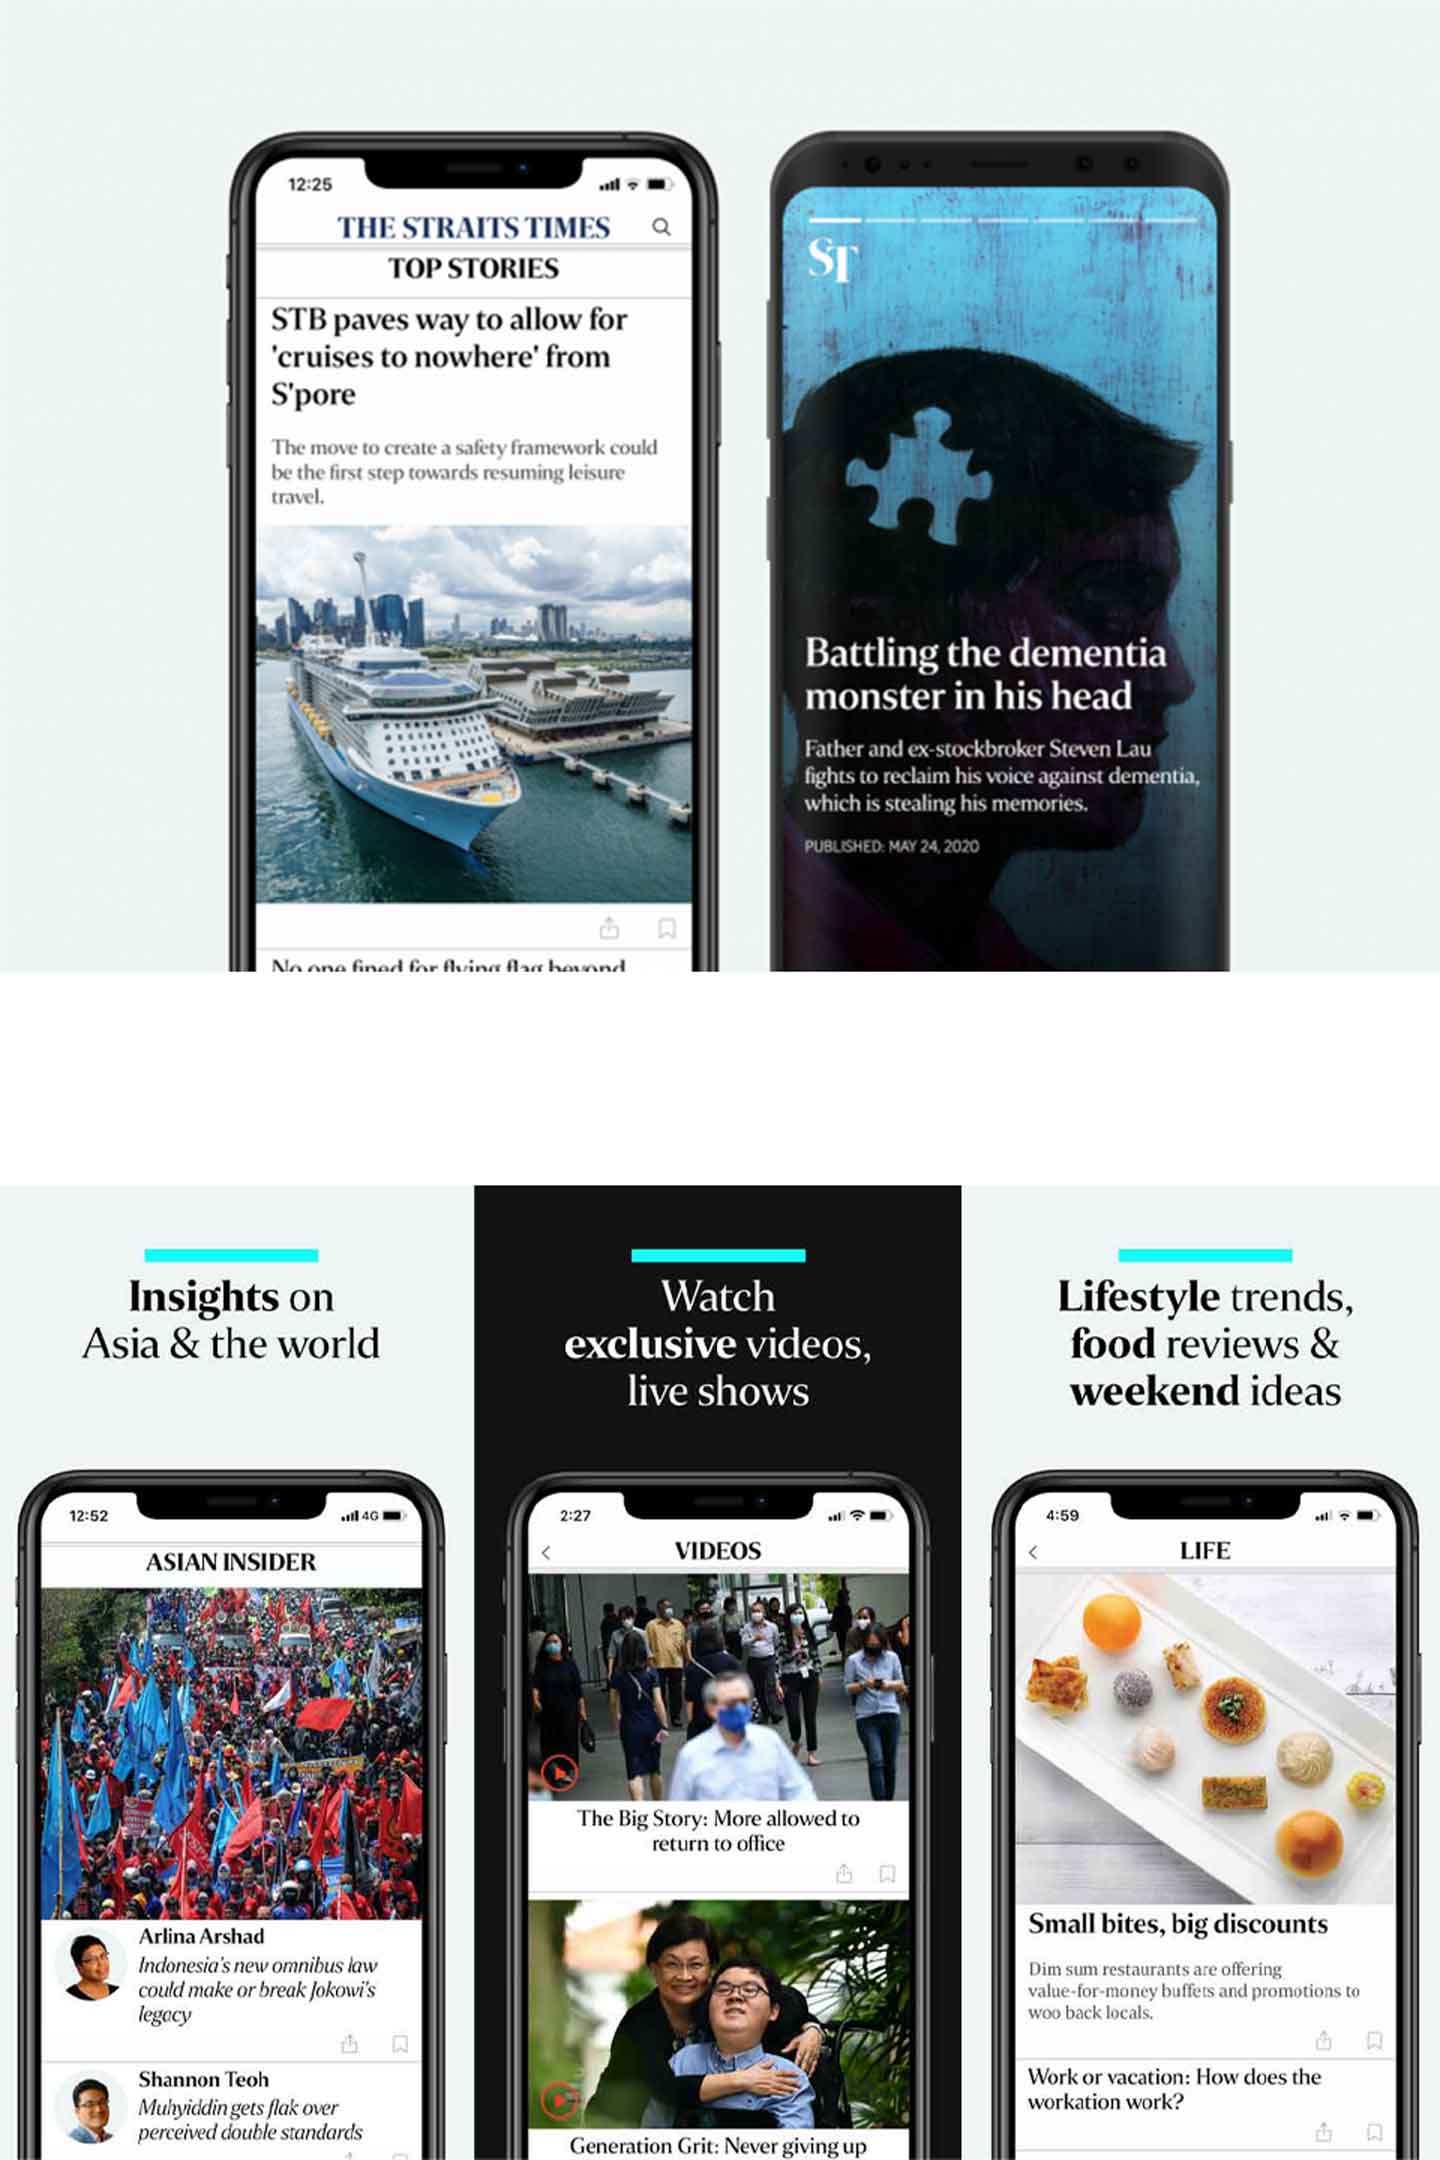 12:25
THE STRAITS TIMES
TOP STORIES
STB paves way to allow for
'cruises to nowhere' from
S'pore
The move to create a safety framework could
be the first step towards resuming leisure
travel.
No one fined for flying flag beyond
ST
Battling the dementia
monster in his head
Father and ex-stockbroker Steven Lau
fights to reclaim his voice against dementia,
which is stealing his memories.
PUBLISHED: MAY 24, 2020
Insights on
Asia & the world
12:52
4G
ASIAN INSIDER
Arlina Arshad
Indonesia's new omnibus law
could make or break Jokowi's
legacy
Shannon Teoh
Muhyiddin gets flak over
perceived double standards
Watch
exclusive videos,
live shows
2:27
VIDEOS
The Big Story: More allowed to
return to office
Generation Grit: Never giving up
Lifestyle trends,
food reviews &
weekend ideas
4:59
LIFE
Small bites, big discounts
Dim sum restaurants are offering
value-for-money buffets and promotions to
woo back locals.
Work or vacation: How does the
workation work?